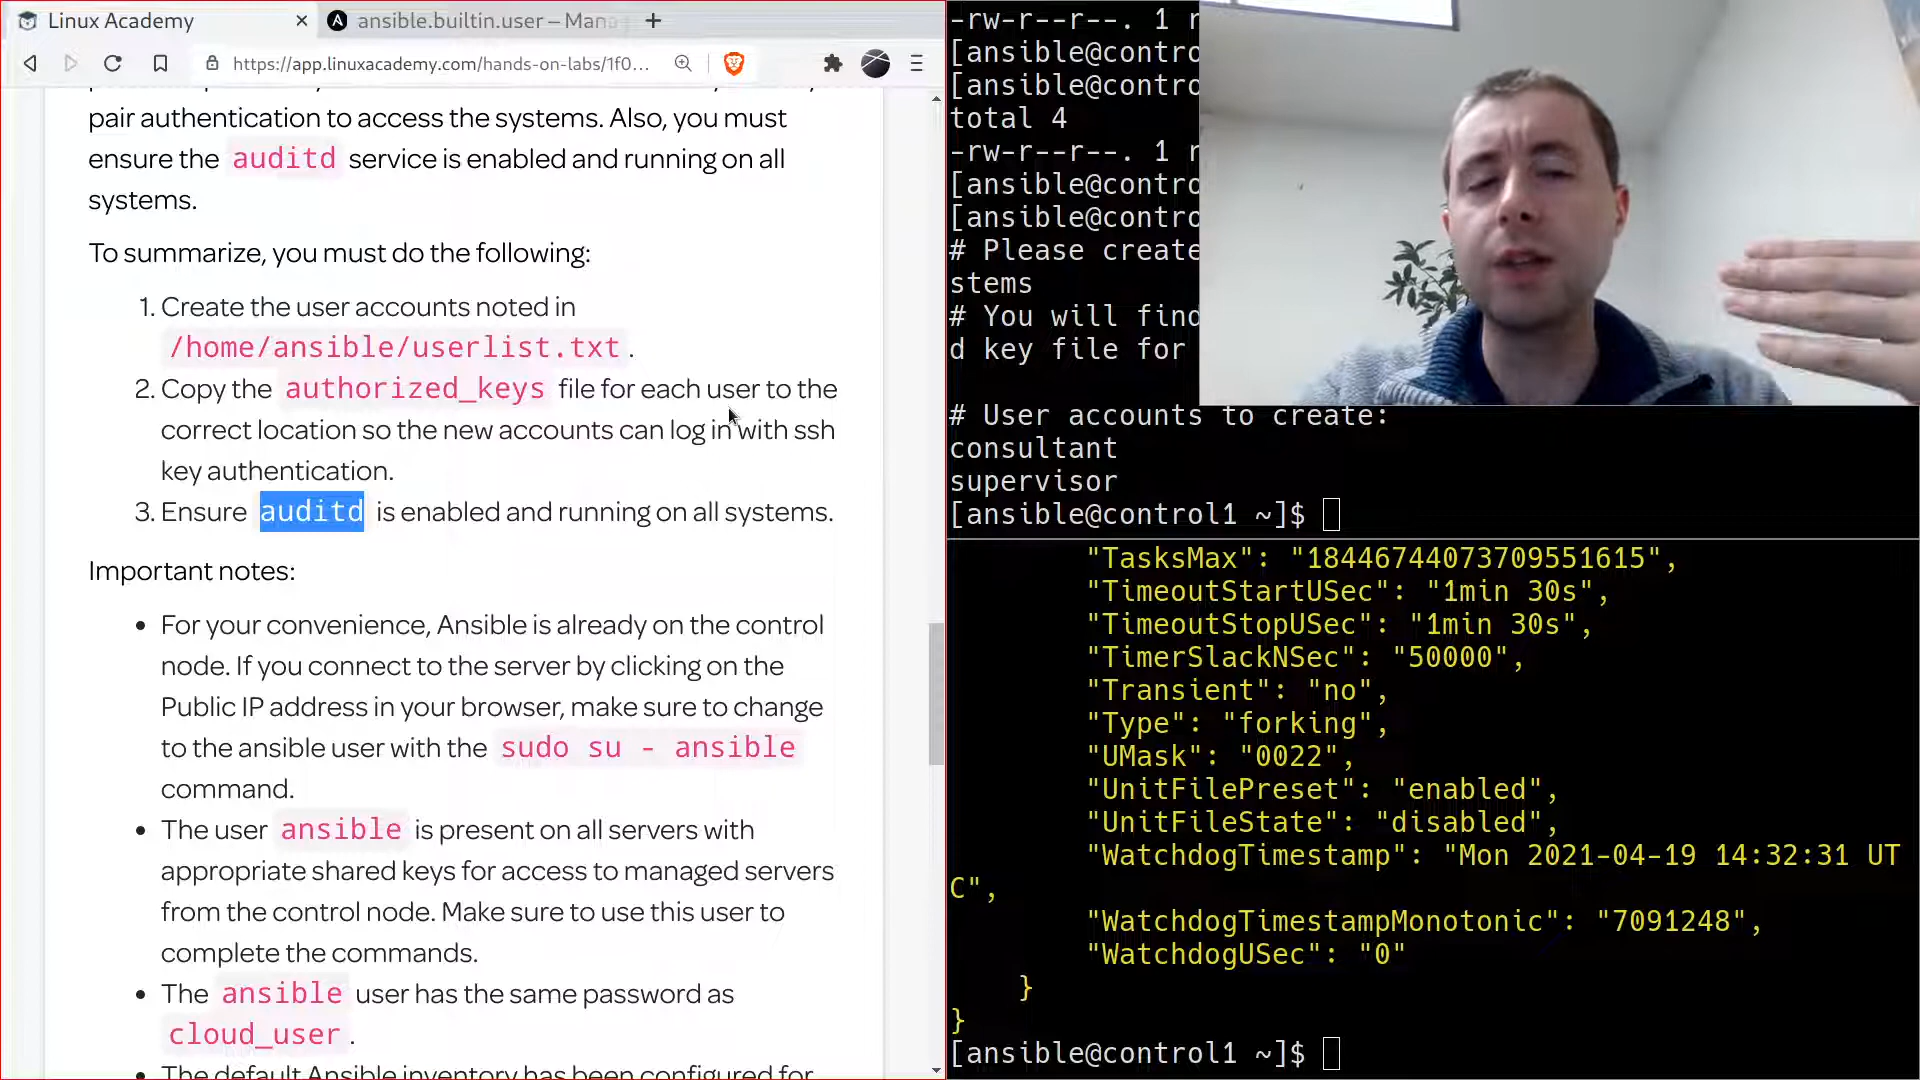 Linux Academy
ansible.builtin.user – Man
https://app.linuxacademy.com/hands-on-labs/1f0...
pair authentication to access the systems. Also, you must
ensure the auditd service is enabled and running on all
systems.
To summarize, you must do the following:
1. Create the user accounts noted in
/home/ansible/userlist.txt .
2. Copy the authorized_keys file for each user to the
correct location so the new accounts can log in with ssh
key authentication.
3. Ensure auditd is enabled and running on all systems.
Important notes:
• For your convenience, Ansible is already on the control
node. If you connect to the server by clicking on the
Public IP address in your browser, make sure to change
to the ansible user with the sudo su - ansible
command.
• The user ansible is present on all servers with
appropriate shared keys for access to managed servers
from the control node. Make sure to use this user to
complete the commands.
• The ansible user has the same password as
cloud_user .
• The default Ansible inventory has been configured for
-rw-r--r--. 1 r
[ansible@contro
[ansible@contro
total 4
-rw-r--r--. 1 r
[ansible@contro
[ansible@contro
# Please create
stems
# You will find
d key file for
# User accounts to create:
consultant
supervisor
[ansible@control1 ~]$
"TasksMax": "18446744073709551615",
"TimeoutStartUSec": "1min 30s",
"TimeoutStopUSec": "1min 30s",
"TimerSlackNSec": "50000",
"Transient": "no",
"Type": "forking",
"UMask": "0022",
"UnitFilePreset": "enabled",
"UnitFileState": "disabled",
"WatchdogTimestamp": "Mon 2021-04-19 14:32:31 UT
C",
"WatchdogTimestampMonotonic": "7091248",
"WatchdogUSec": "0"
}
}
[ansible@control1 ~]$